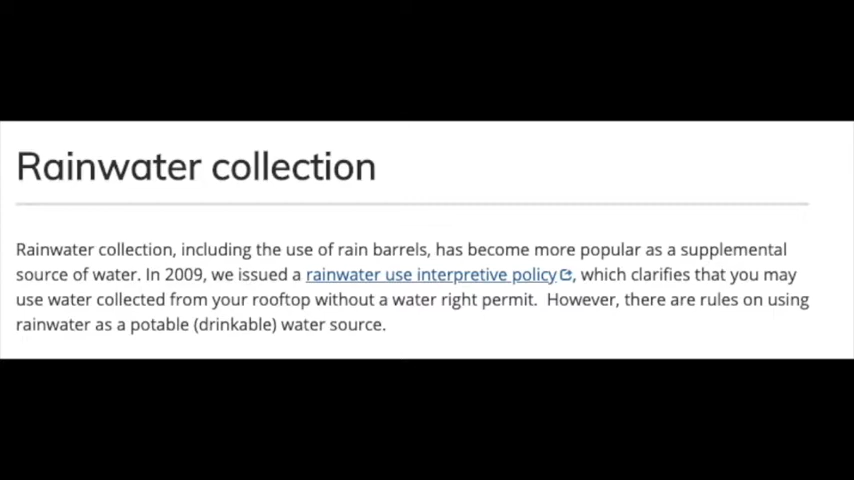 Rainwater collection
Rainwater collection, including the use of rain barrels, has become more popular as a supplemental
source of water. In 2009, we issued a rainwater use interpretive policy, which clarifies that you may
use water collected from your rooftop without a water right permit.  However, there are rules on using
rainwater as a potable (drinkable) water source.